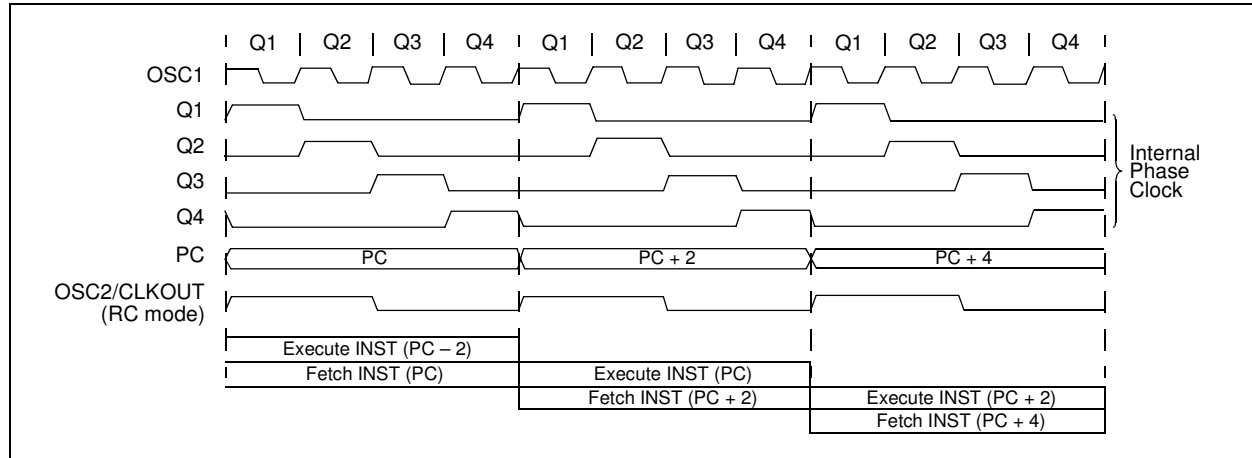 Q1 Q2 Q3 Q4 Q1 Q2 Q3 Q4 Q1 Q2 Q3 Q4
OSC1
Q1
Q2
Q3
Q4
Internal
Phase
Clock
PC PC PC + 2 PC + 4
OSC2/CLKOUT
(RC mode)
Execute INST (PC – 2)
Fetch INST (PC) Execute INST (PC)
Fetch INST (PC + 2) Execute INST (PC + 2)
Fetch INST (PC + 4)